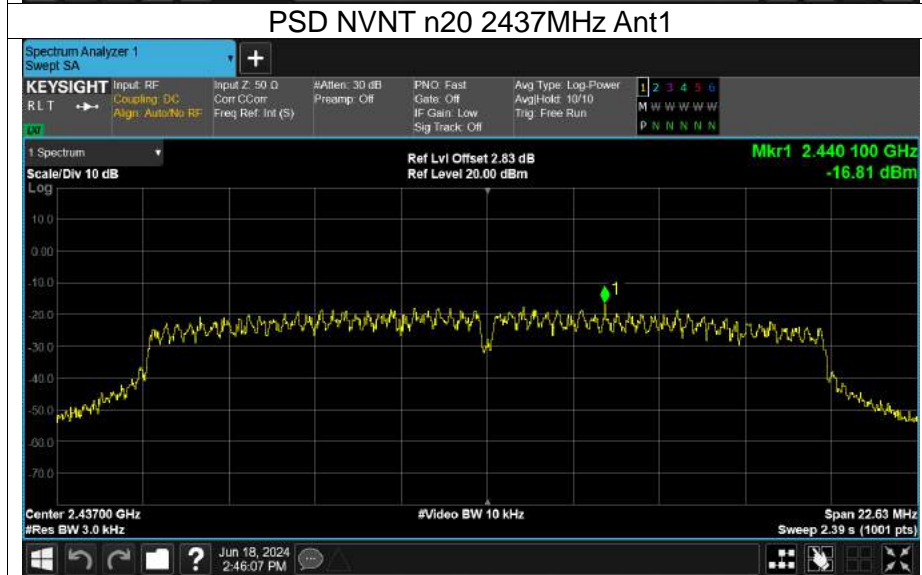 PSD NVNT n20 2437MHz Ant1
Spectrum Analyzer 1
Swept SA
+
KEYSIGHT
R L T
LXI
Input: RF
Coupling: DC
Align: Auto/No RF
Input Z: 50 Ω
Corr CCorr
Freq Ref: Int (S)
#Atten: 30 dB
Preamp: Off
PNO: Fast
Gate: Off
IF Gain: Low
Sig Track: Off
Avg Type: Log-Power
Avg|Hold: 10/10
Trig: Free Run
1 2 3 4 5 6
M W W W W W
P N N N N N
1 Spectrum
Scale/Div 10 dB
Log
Ref Lvl Offset 2.83 dB
Ref Level 20.00 dBm
Mkr1 2.440 100 GHz
-16.81 dBm
10.0
0.00
-10.0
-20.0
-30.0
-40.0
-50.0
-60.0
-70.0
1
Center 2.43700 GHz
#Res BW 3.0 kHz
#Video BW 10 kHz
Span 22.63 MHz
Sweep 2.39 s (1001 pts)
?
Jun 18, 2024
2:46:07 PM